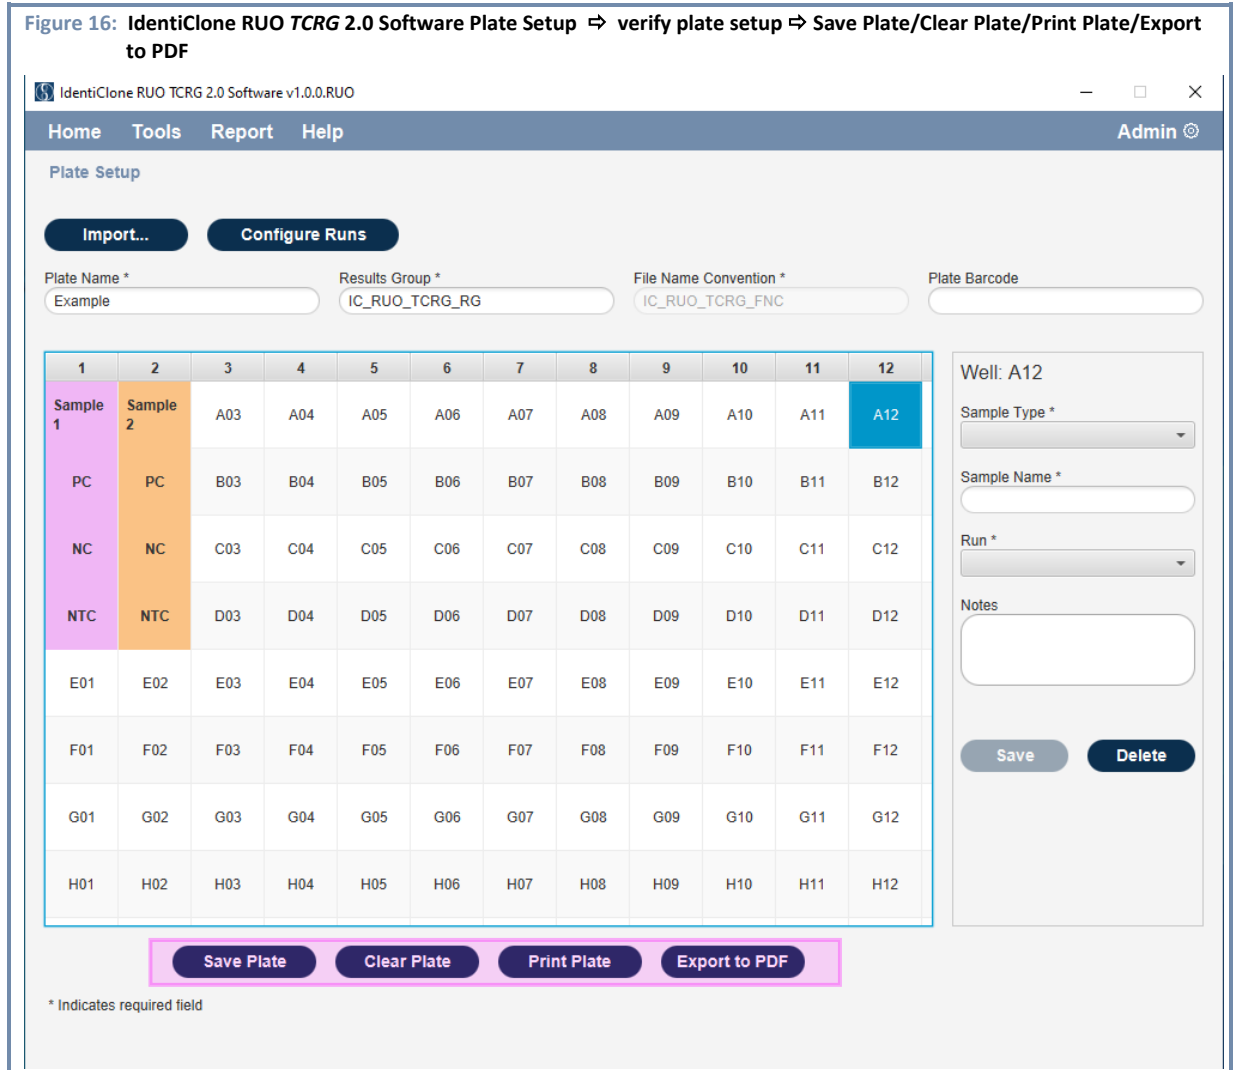 Figure 16: IdentiClone RUO TCRG 2.0 Software Plate Setup ⇨ verify plate setup ⇨ Save Plate/Clear Plate/Print Plate/Export
to PDF
IdentiClone RUO TCRG 2.0 Software v1.0.0.RUO
Home Tools Report Help Admin
Plate Setup
Import... Configure Runs
Plate Name * Results Group * File Name Convention * Plate Barcode
Example IC_RUO_TCRG_RG IC_RUO_TCRG_FNC
1 2 3 4 5 6 7 8 9 10 11 12
Sample 1 Sample 2 A03 A04 A05 A06 A07 A08 A09 A10 A11 A12
PC PC B03 B04 B05 B06 B07 B08 B09 B10 B11 B12
NC NC C03 C04 C05 C06 C07 C08 C09 C10 C11 C12
NTC NTC D03 D04 D05 D06 D07 D08 D09 D10 D11 D12
E01 E02 E03 E04 E05 E06 E07 E08 E09 E10 E11 E12
F01 F02 F03 F04 F05 F06 F07 F08 F09 F10 F11 F12
G01 G02 G03 G04 G05 G06 G07 G08 G09 G10 G11 G12
H01 H02 H03 H04 H05 H06 H07 H08 H09 H10 H11 H12
Well: A12
Sample Type *
Sample Name *
Run *
Notes
Save Delete
Save Plate Clear Plate Print Plate Export to PDF
* Indicates required field